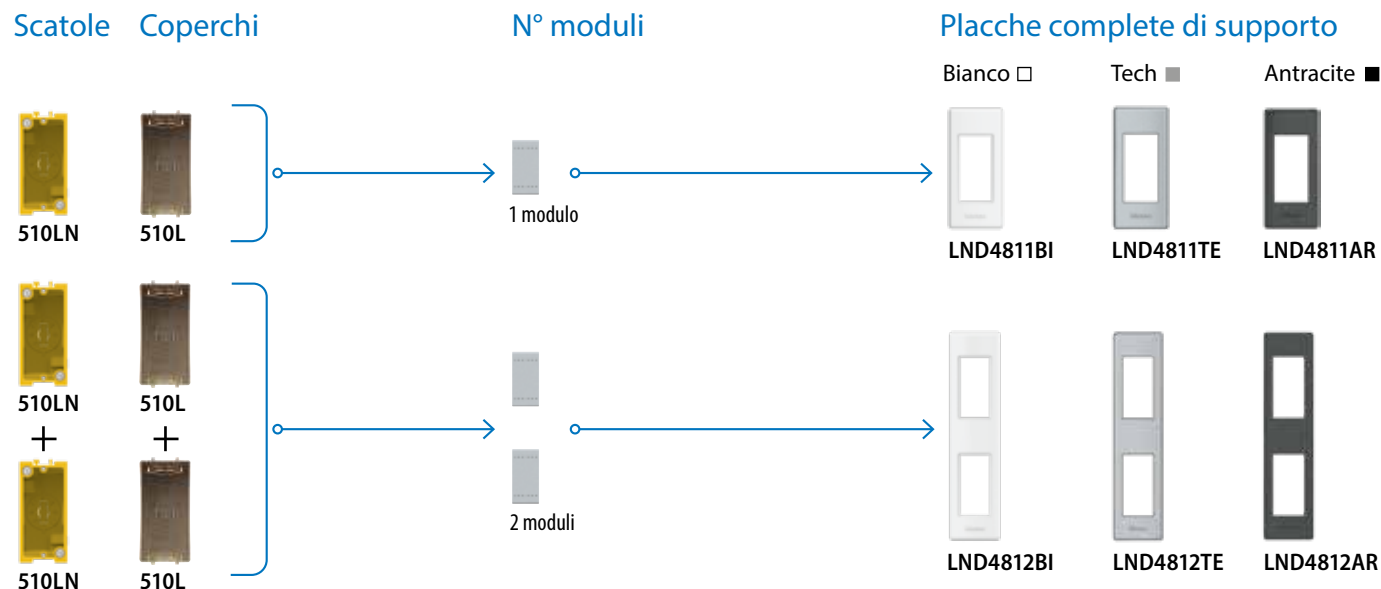 Scatole Coperchi N° moduli Placche complete di supporto
Bianco Tech Antracite
1 modulo
510LN 510L LND4811BI LND4811TE LND4811AR
510LN 510L
+ +
2 moduli
LND4812BI LND4812TE LND4812AR
510LN 510L